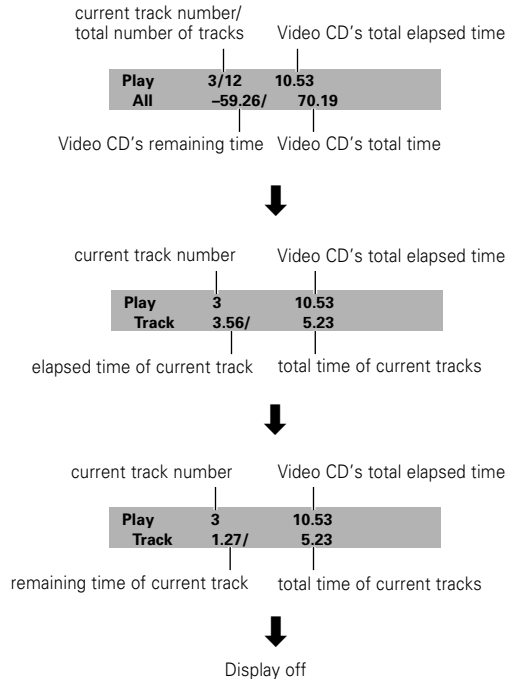 current track number/
total number of tracks
Video CD's total elapsed time
Play 3/12 10.53
All –59.26/ 70.19
Video CD's remaining time Video CD's total time
current track number Video CD's total elapsed time
Play 3 10.53
Track 3.56/ 5.23
elapsed time of current track total time of current tracks
current track number Video CD's total elapsed time
Play 3 10.53
Track 1.27/ 5.23
remaining time of current track total time of current tracks
Display off